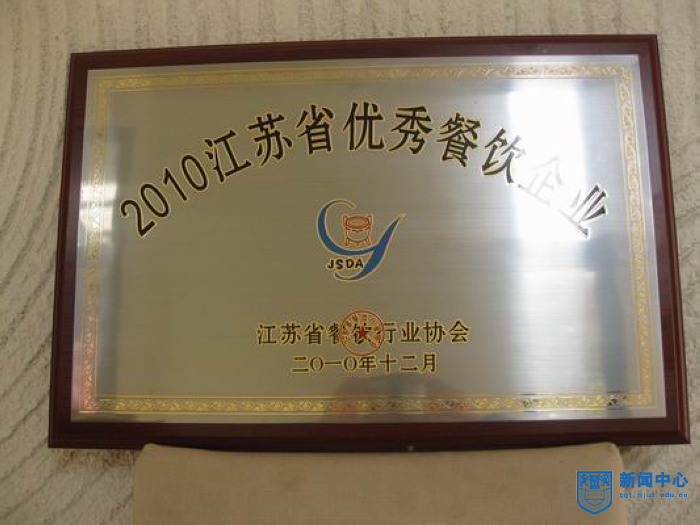 2010江苏省优秀餐饮企业
JSDA
江苏省餐饮行业协会
二〇一〇年十二月
新闻中心